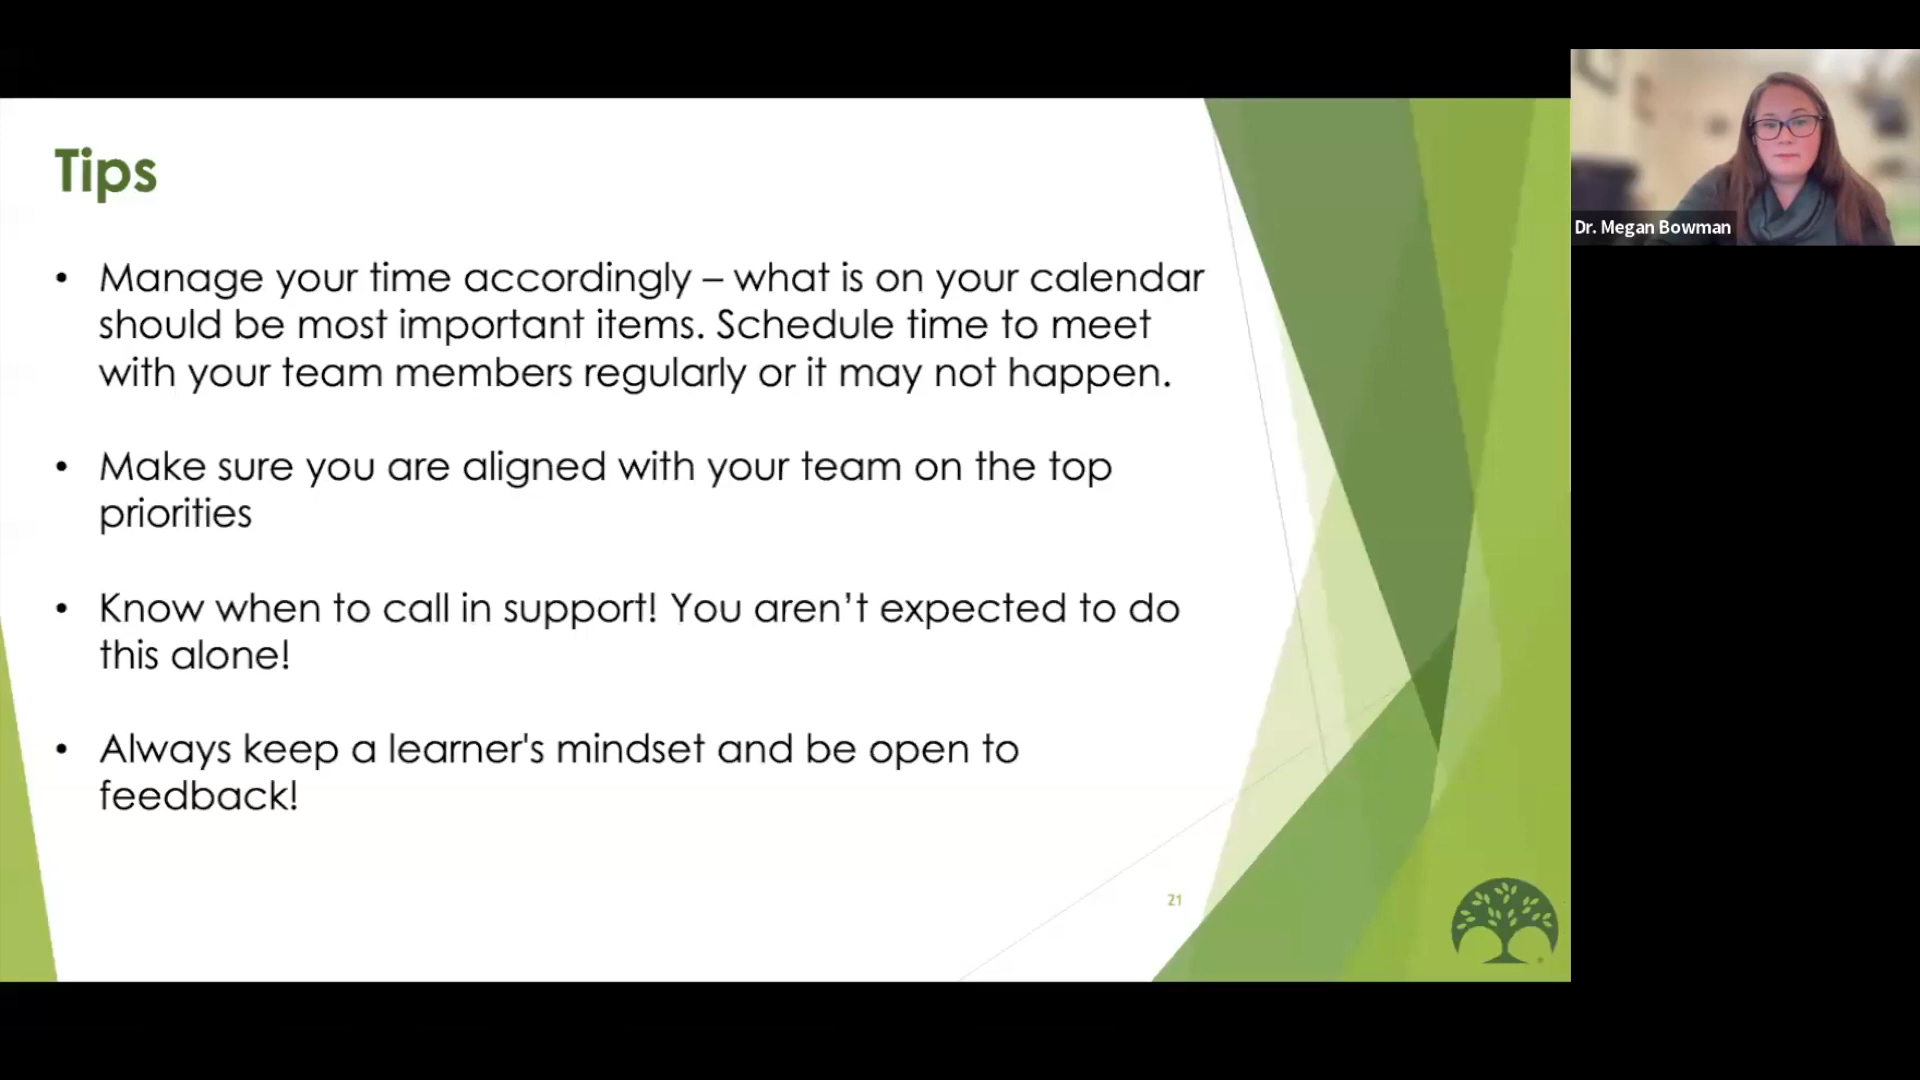 Tips
• Manage your time accordingly – what is on your calendar
should be most important items. Schedule time to meet
with your team members regularly or it may not happen.
• Make sure you are aligned with your team on the top
priorities
• Know when to call in support! You aren’t expected to do
this alone!
• Always keep a learner's mindset and be open to
feedback!
21
Dr. Megan Bowman